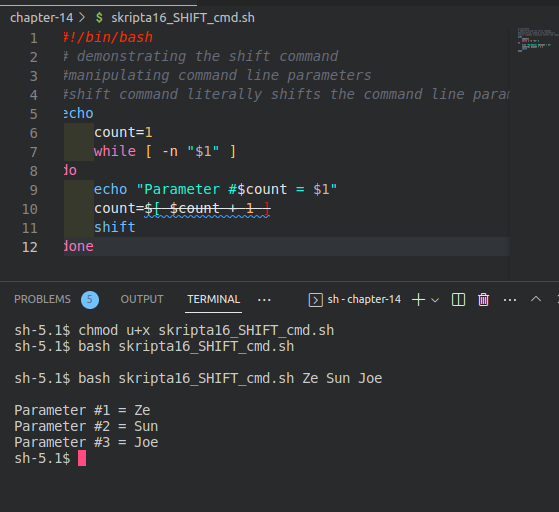 chapter-14 > $ skripta16_SHIFT_cmd.sh
1 #!/bin/bash
2 # demonstrating the shift command
3 #manipulating command line parameters
4 #shift command literally shifts the command line param
5 echo
6 count=1
7 while [ -n "$1" ]
8 do
9 echo "Parameter #$count = $1"
10 count=$[ $count + 1 ]
11 shift
12 done
PROBLEMS 5 OUTPUT TERMINAL ··· sh - chapter-14
sh-5.1$ chmod u+x skripta16_SHIFT_cmd.sh
sh-5.1$ bash skripta16_SHIFT_cmd.sh
sh-5.1$ bash skripta16_SHIFT_cmd.sh Ze Sun Joe
Parameter #1 = Ze
Parameter #2 = Sun
Parameter #3 = Joe
sh-5.1$